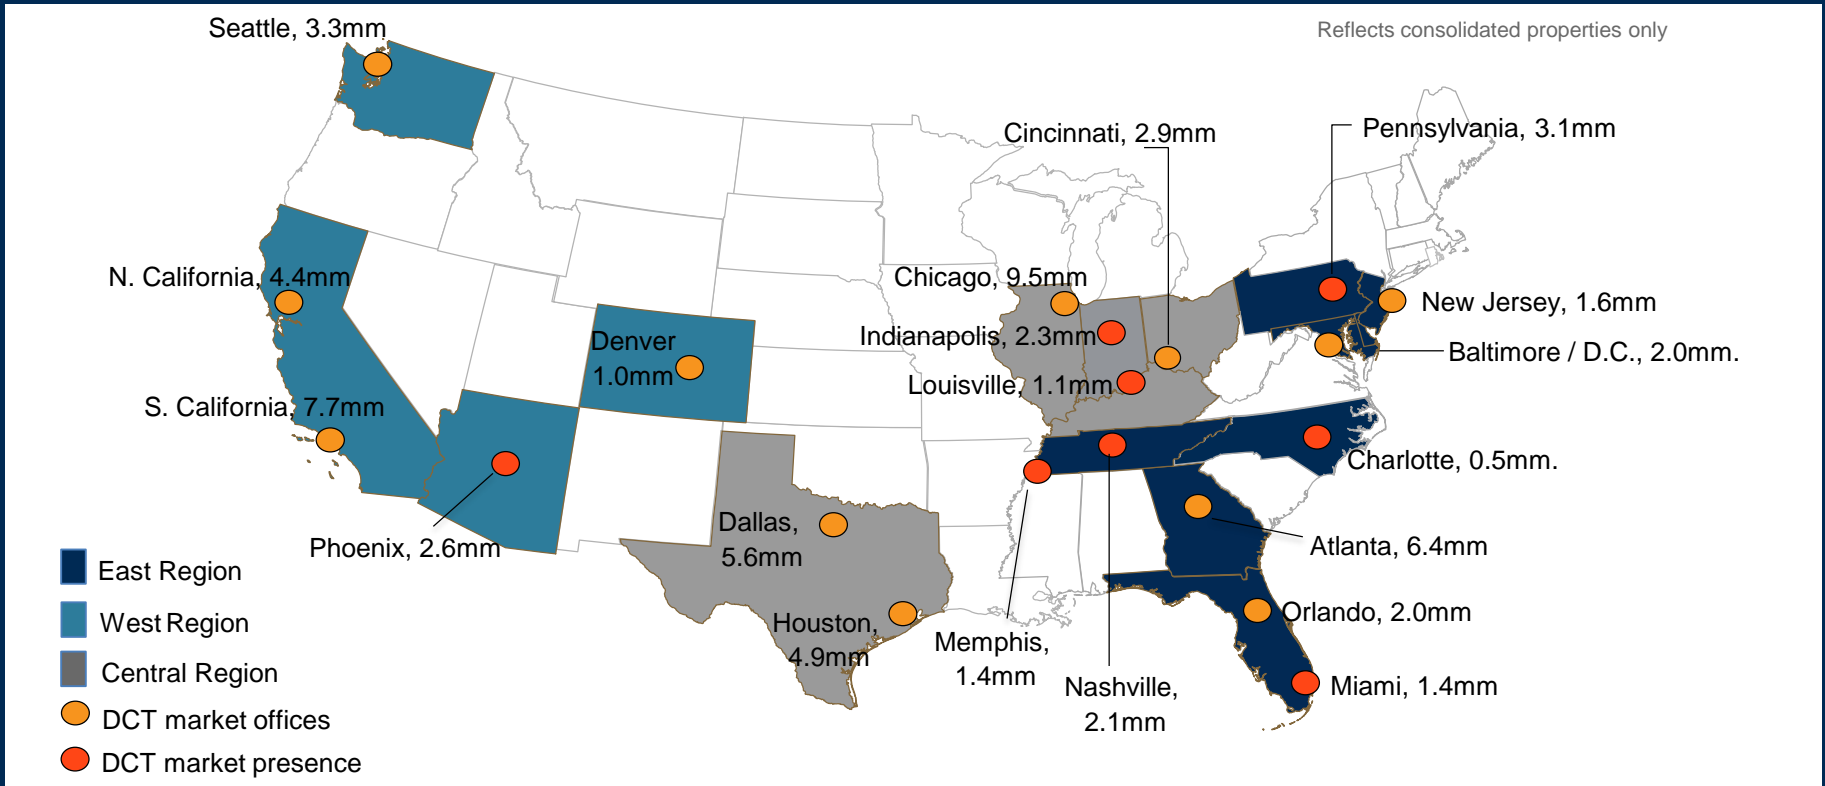 Seattle, 3.3mm
Reflects consolidated properties only
Cincinnati, 2.9mm
Pennsylvania, 3.1mm
N. California, 4.4mm
Chicago, 9.5mm
New Jersey, 1.6mm
Indianapolis, 2.3mm
Denver
1.0mm
Baltimore / D.C., 2.0mm.
Louisville, 1.1mm
S. California, 7.7mm
Charlotte, 0.5mm.
Dallas,
5.6mm
Phoenix, 2.6mm
Atlanta, 6.4mm
Houston,
4.9mm
Orlando, 2.0mm
Memphis,
1.4mm
Nashville,
2.1mm
Miami, 1.4mm
East Region
West Region
Central Region
DCT market offices
DCT market presence